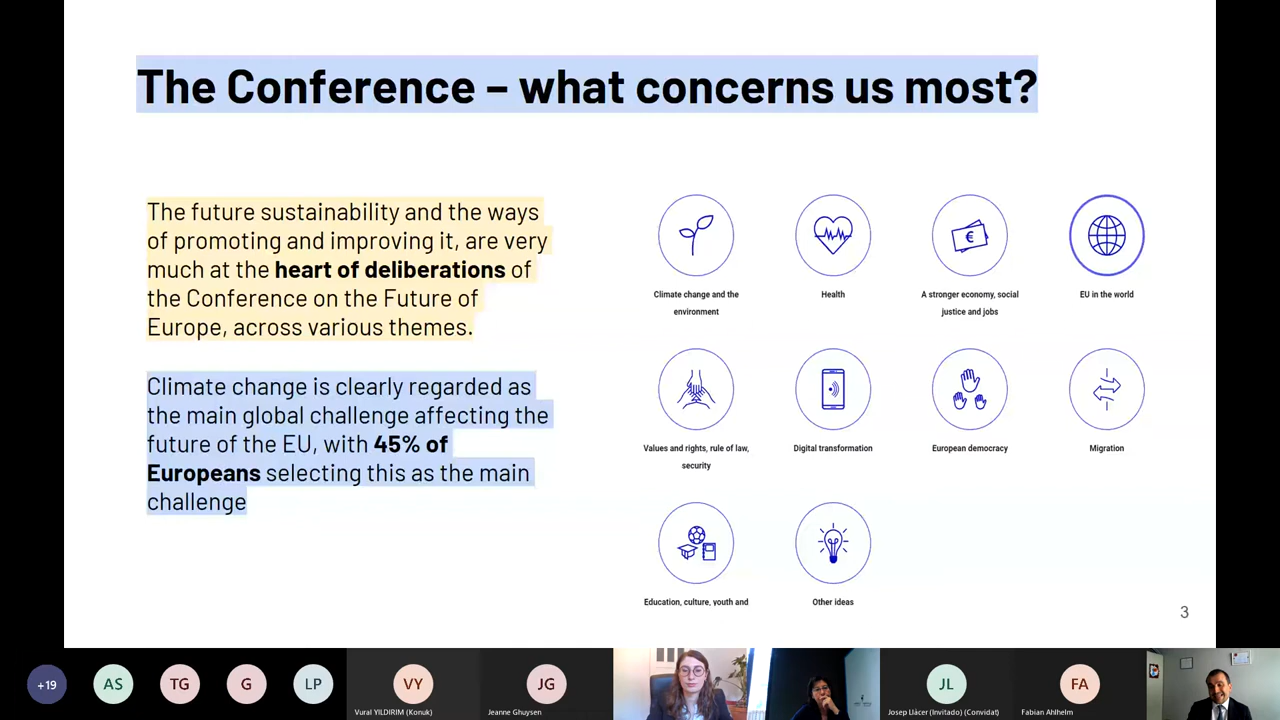 The Conference – what concerns us most?
The future sustainability and the ways
of promoting and improving it, are very
much at the heart of deliberations of
the Conference on the Future of
Europe, across various themes.
Climate change is clearly regarded as
the main global challenge affecting the
future of the EU, with 45% of
Europeans selecting this as the main
challenge
Climate change and the
environment
Health
€
A stronger economy, social
justice and jobs
EU in the world
Values and rights, rule of law,
security
Digital transformation
European democracy
Migration
Education, culture, youth and
Other ideas
3
+19
AS
TG
G
LP
VY
Vural YILDIRIM (Konuk)
JG
Jeanne Ghuysen
JL
Josep Llácer (Invitado) (Convidat)
FA
Fabian Ahlhelm